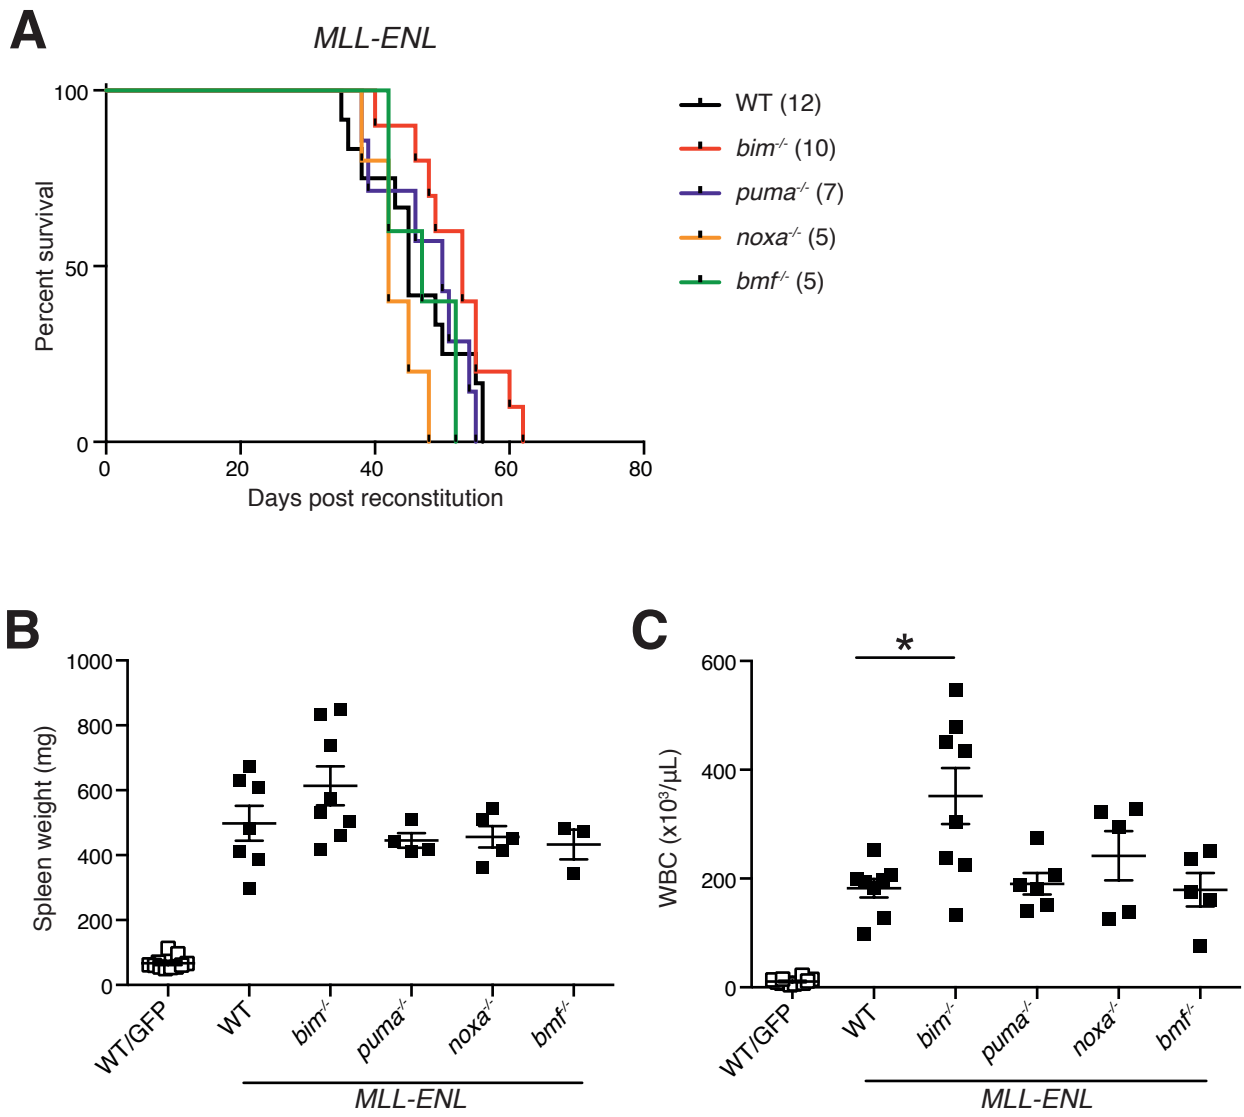 A
MLL-ENL
100
50
0
Percent survival
0 20 40 60 80
Days post reconstitution
WT (12)
bim-/- (10)
puma-/- (7)
noxa-/- (5)
bmf-/- (5)
B
1000
800
600
400
200
0
Spleen weight (mg)
WT/GFP WT bim-/- puma-/- noxa-/- bmf-/-
MLL-ENL
C
*
600
400
200
0
WBC (x10³/µL)
WT/GFP WT bim-/- puma-/- noxa-/- bmf-/-
MLL-ENL